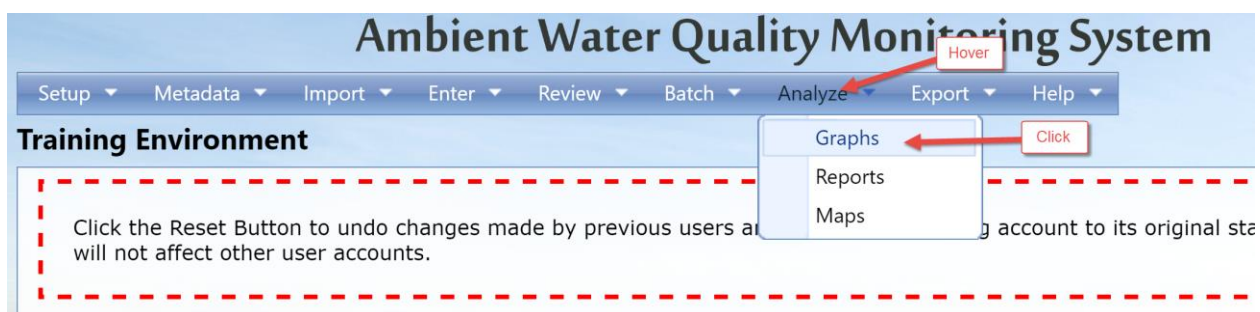 Ambient Water Quality Monitoring System
Hover
Setup Metadata Import Enter Review Batch Analyze Export Help
Training Environment
Graphs
Click
Reports
Maps
Click the Reset Button to undo changes made by previous users account to its original
will not affect other user accounts.